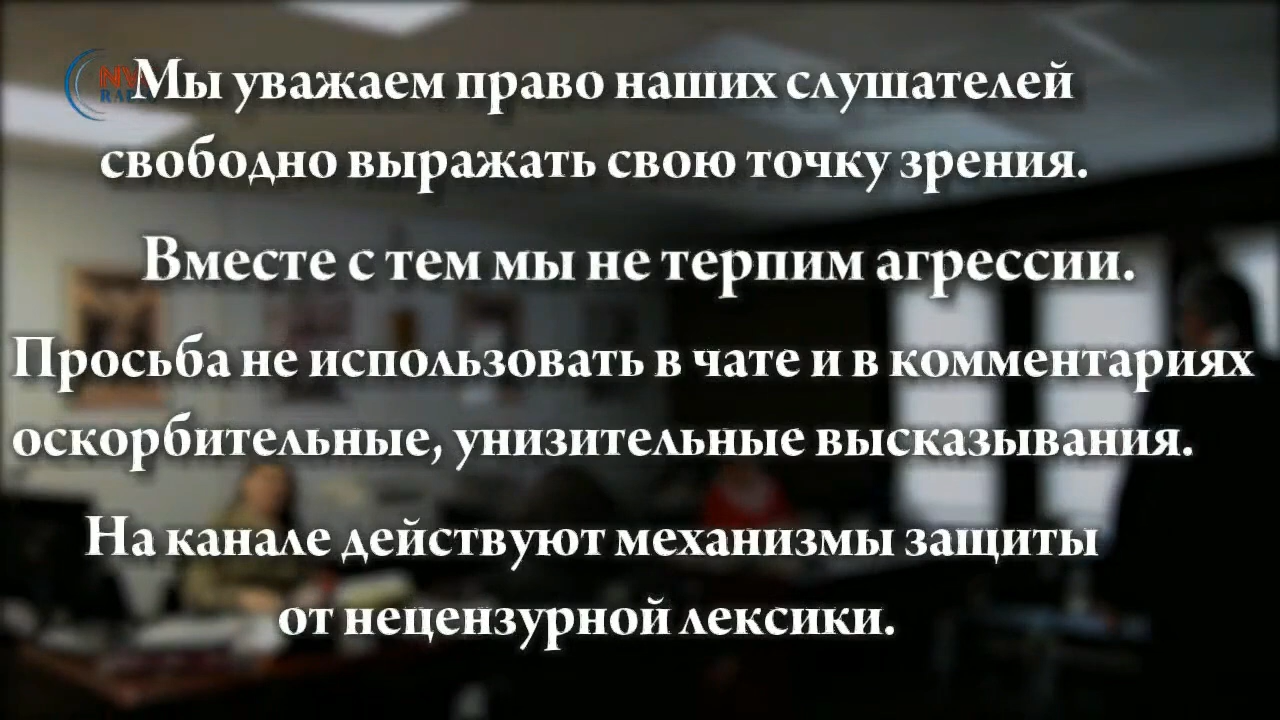 Мы уважаем право наших слушателей
свободно выражать свою точку зрения.
Вместе с тем мы не терпим агрессии.
Просьба не использовать в чате и в комментариях
оскорбительные, унизительные высказывания.
На канале действуют механизмы защиты
от нецензурной лексики.